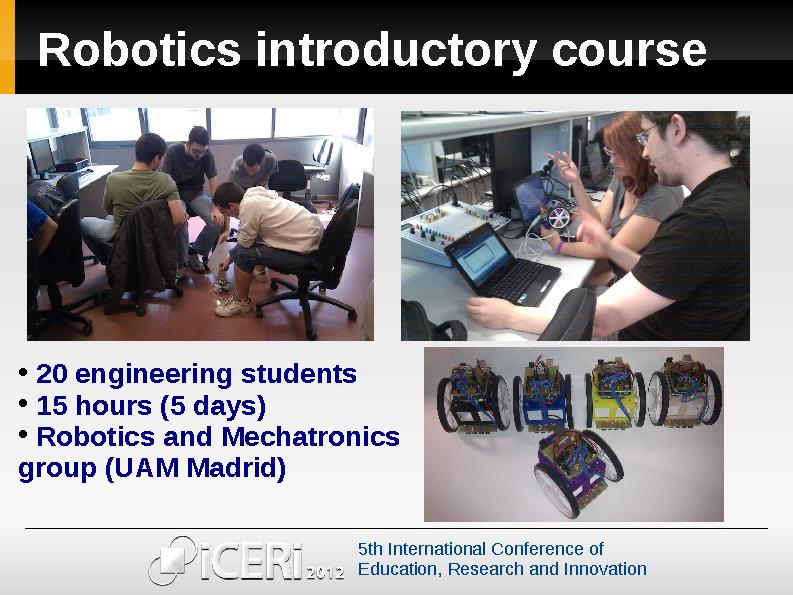 Robotics introductory course
• 20 engineering students
• 15 hours (5 days)
• Robotics and Mechatronics
group (UAM Madrid)
iCERi 2012
5th International Conference of
Education, Research and Innovation